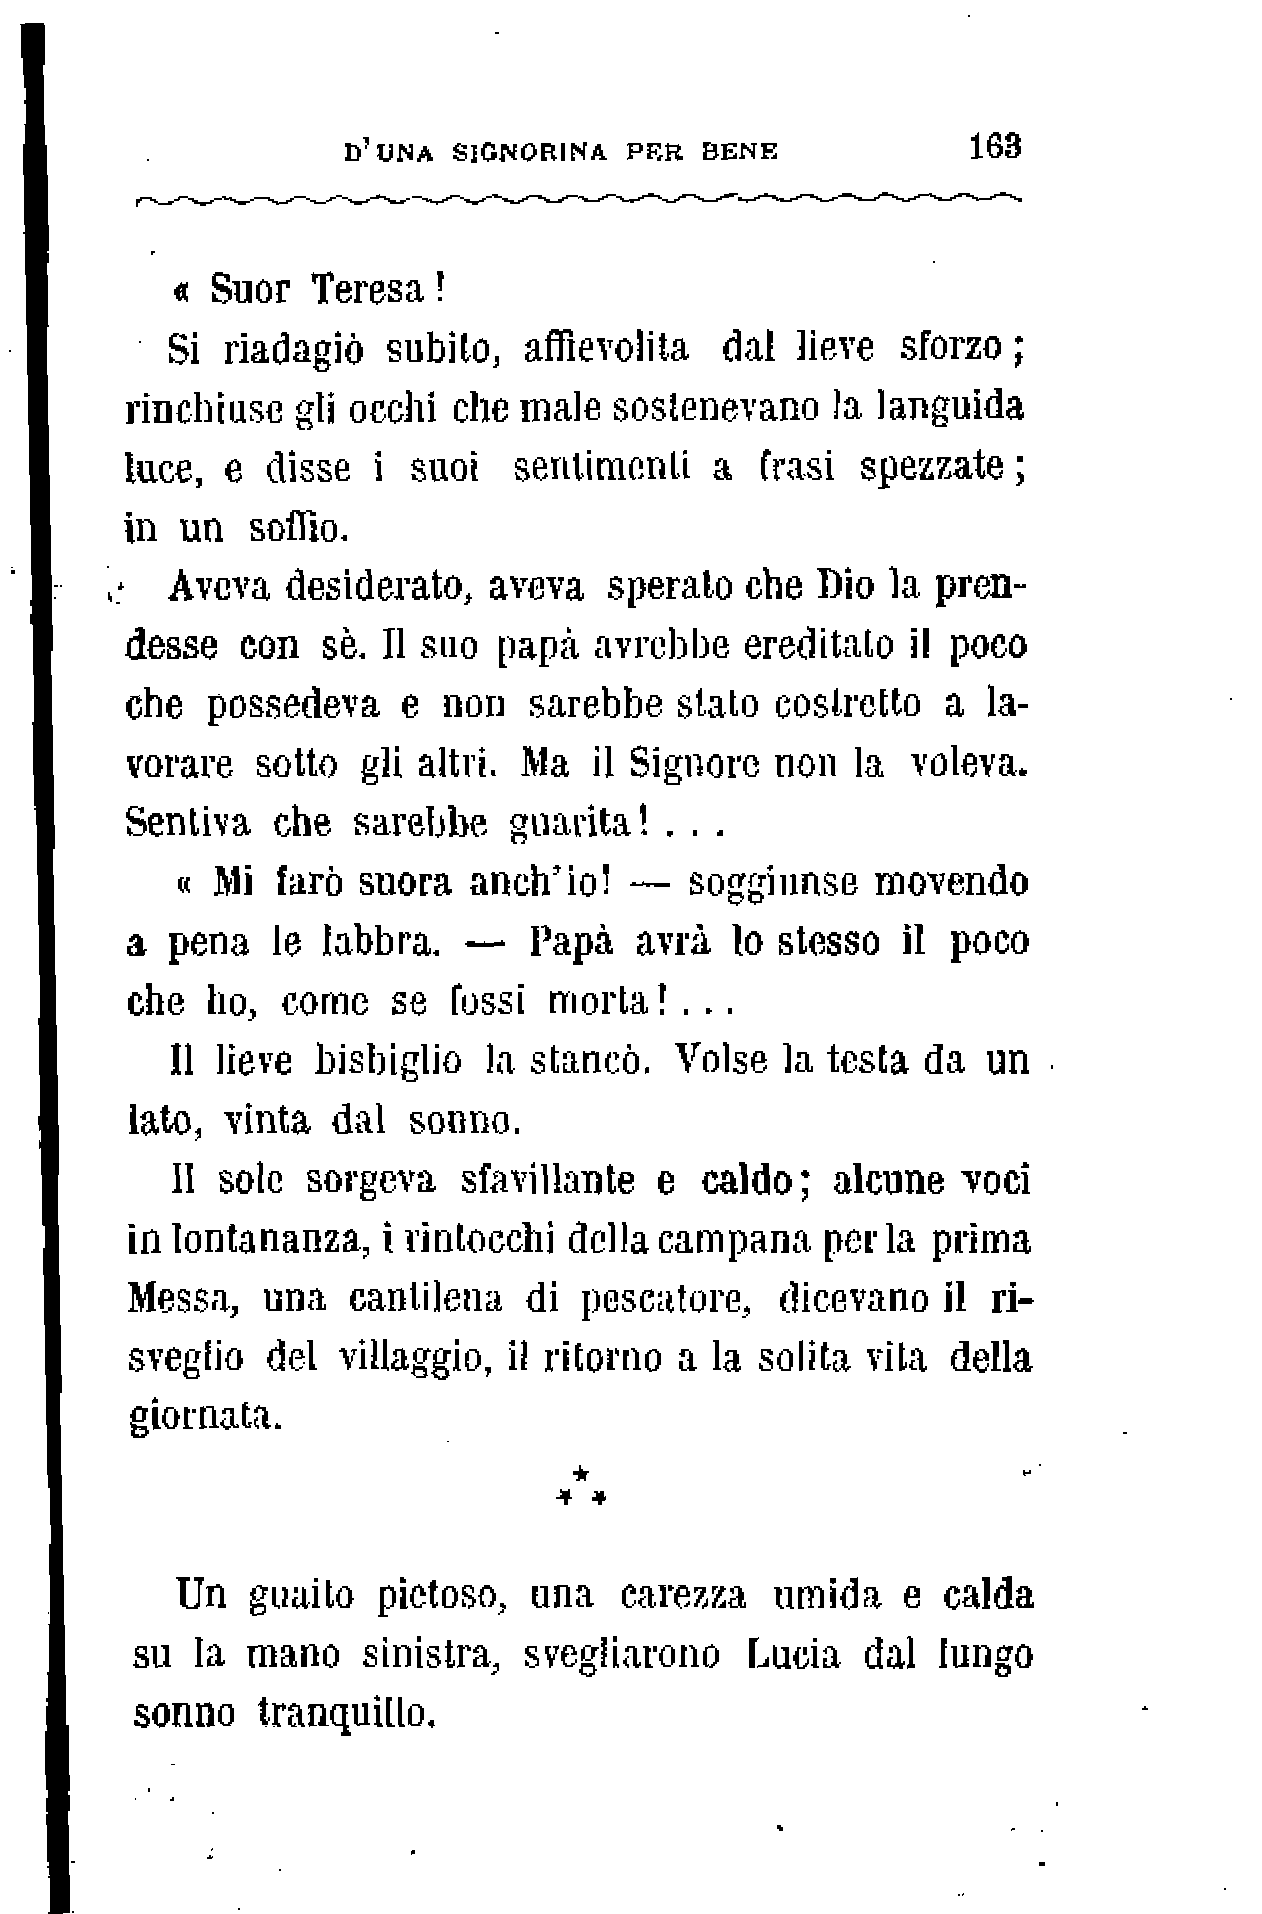 D'UNA SIGNORINA PER BENE 163
« Suor Teresa!
Si riadagiò subito, affievolita dal lieve sforzo;
rinchiuse gli occhi che male sostenevano la languida
luce, e disse i suoi sentimenti a frasi spezzate;
in un soffio.
Aveva desiderato, aveva sperato che Dio la pren-
desse con sè. Il suo papà avrebbe ereditato il poco
che possedeva e non sarebbe stato costretto a la-
vorare sotto gli altri. Ma il Signore non la voleva.
Sentiva che sarebbe guarita! . . .
« Mi farò suora anch'io! — soggiunse movendo
a pena le labbra. — Papà avrà lo stesso il poco
che ho, come se fossi morta! . . .
Il lieve bisbiglio la stancò. Volse la testa da un
lato, vinta dal sonno.
Il sole sorgeva sfavillante e caldo; alcune voci
in lontananza, i rintocchi della campana per la prima
Messa, una cantilena di pescatore, dicevano il ri-
sveglio del villaggio, il ritorno a la solita vita della
giornata.
*
* *
Un guaito pietoso, una carezza umida e calda
su la mano sinistra, svegliarono Lucia dal lungo
sonno tranquillo.